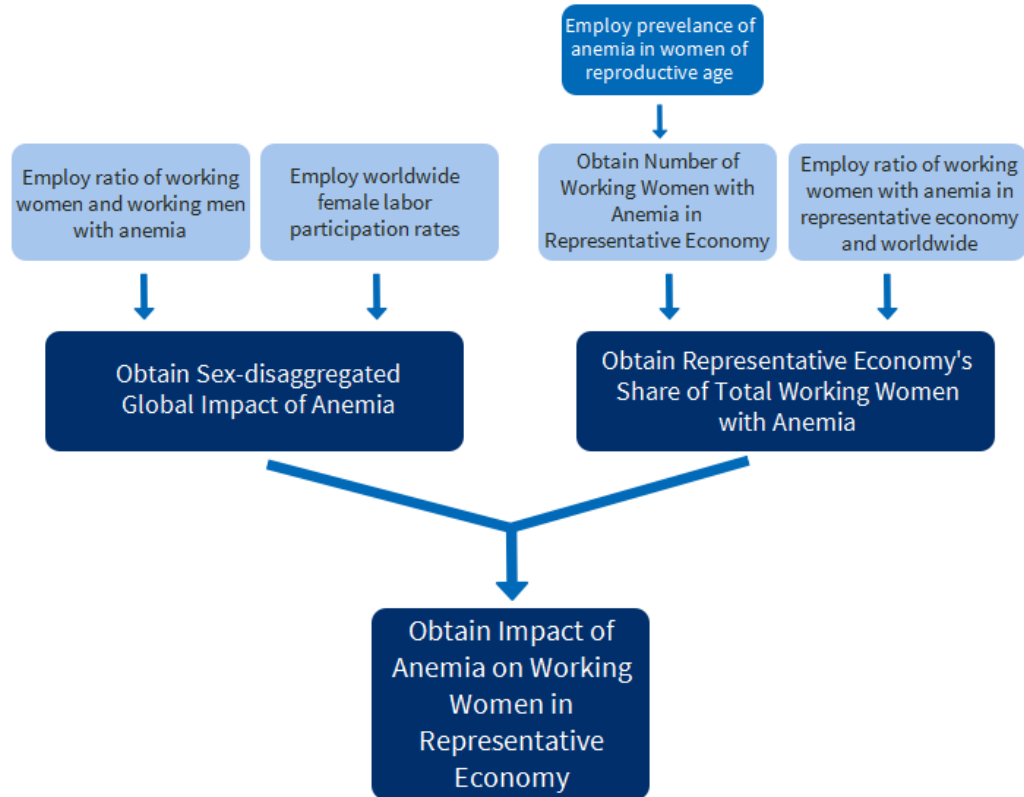 Employ prevelance of
anemia in women of
reproductive age
Employ ratio of working
women and working men
with anemia
Employ worldwide
female labor
participation rates
Obtain Number of
Working Women with
Anemia in
Representative Economy
Employ ratio of working
women with anemia in
representative economy
and worldwide
Obtain Sex-disaggregated
Global Impact of Anemia
Obtain Representative Economy's
Share of Total Working Women
with Anemia
Obtain Impact of
Anemia on Working
Women in
Representative
Economy